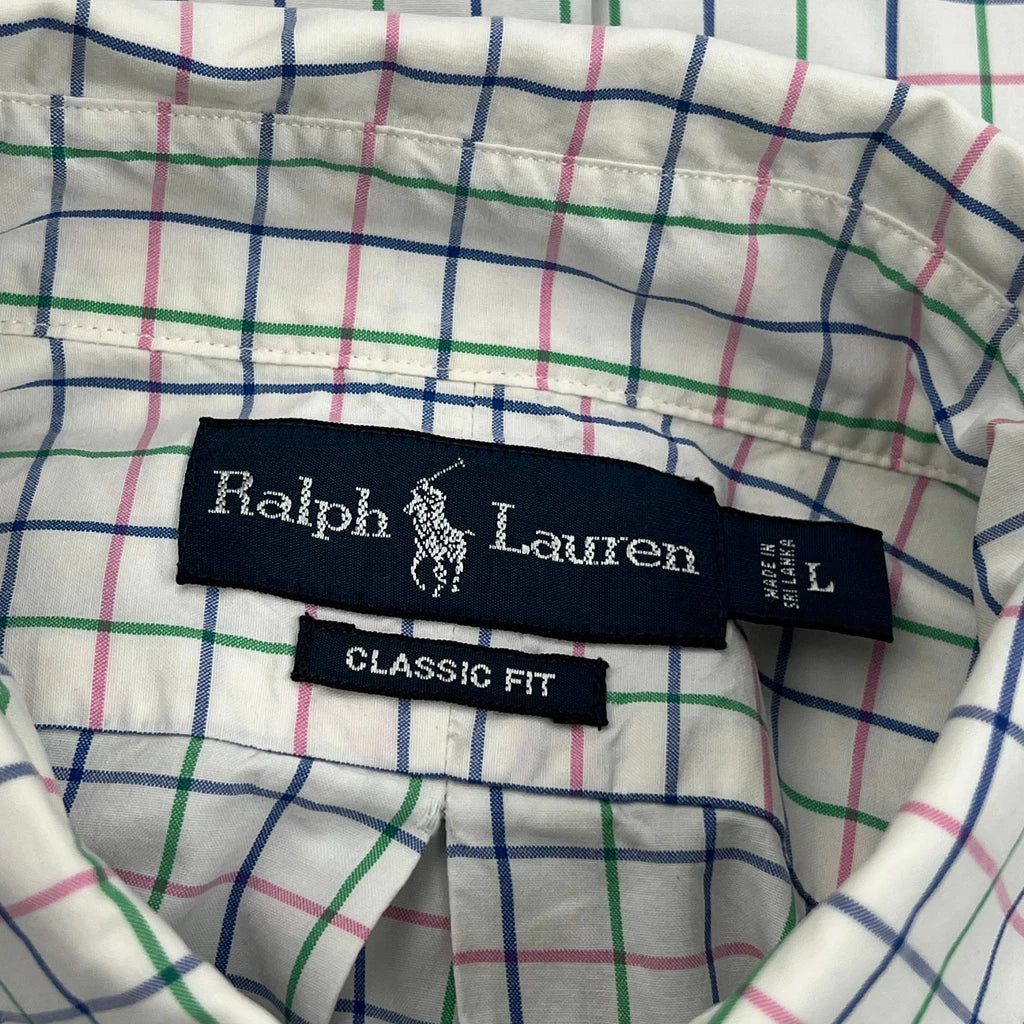 Ralph Lauren
MADE IN
SRI LANKA
L
CLASSIC FIT